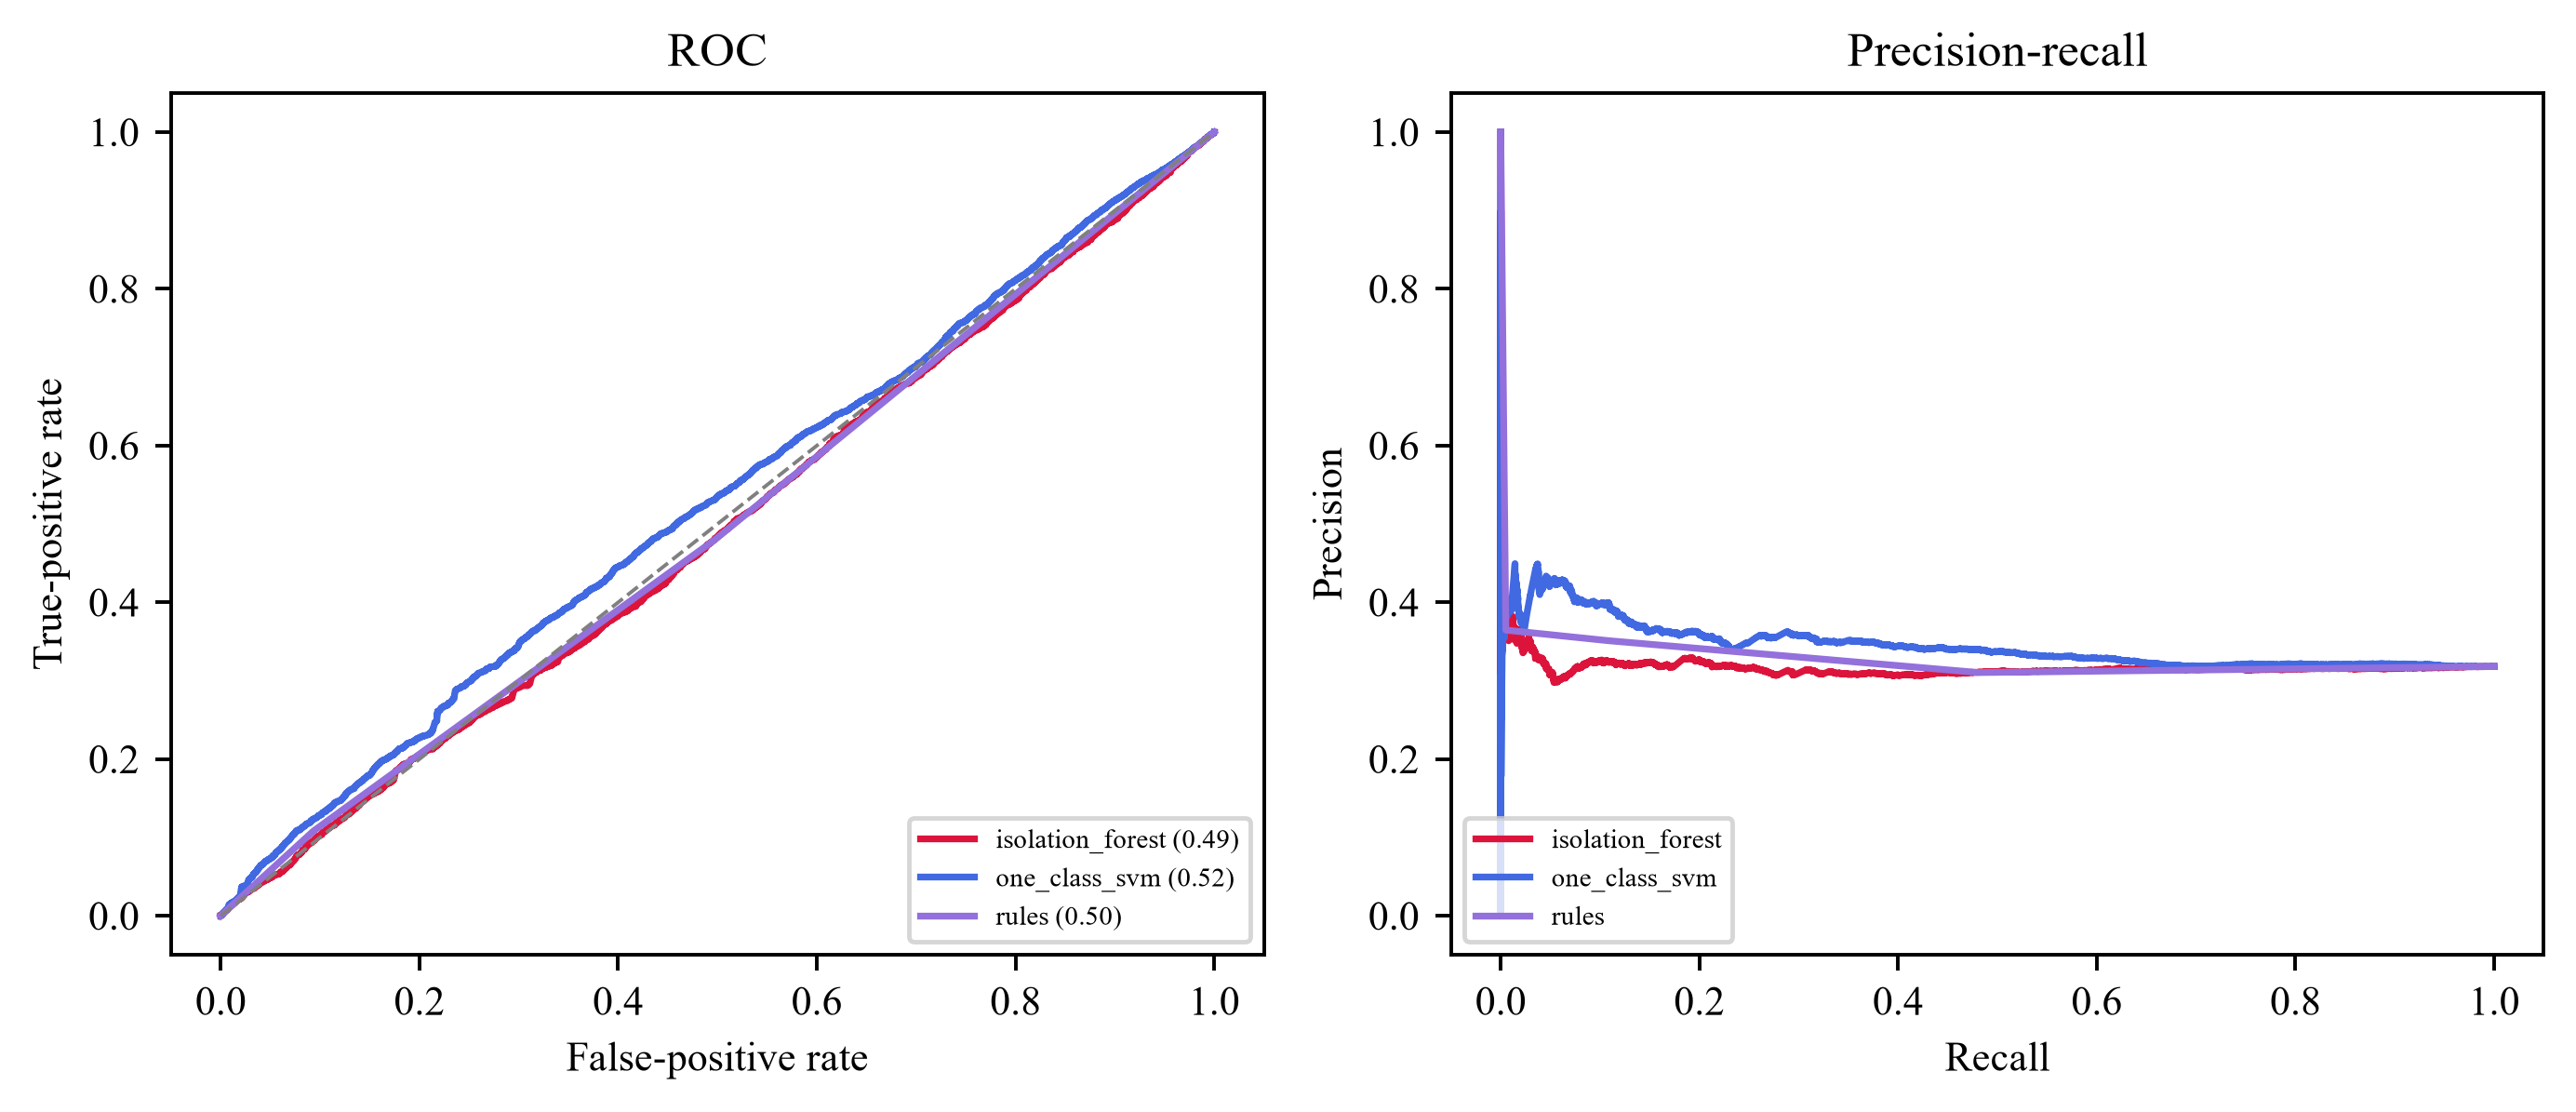 ROC
True-positive rate
1.0
0.8
0.6
0.4
0.2
0.0
isolation_forest (0.49)
one_class_svm (0.52)
rules (0.50)
0.0 0.2 0.4 0.6 0.8 1.0
False-positive rate
Precision-recall
Precision
1.0
0.8
0.6
0.4
0.2
0.0
isolation_forest
one_class_svm
rules
0.0 0.2 0.4 0.6 0.8 1.0
Recall